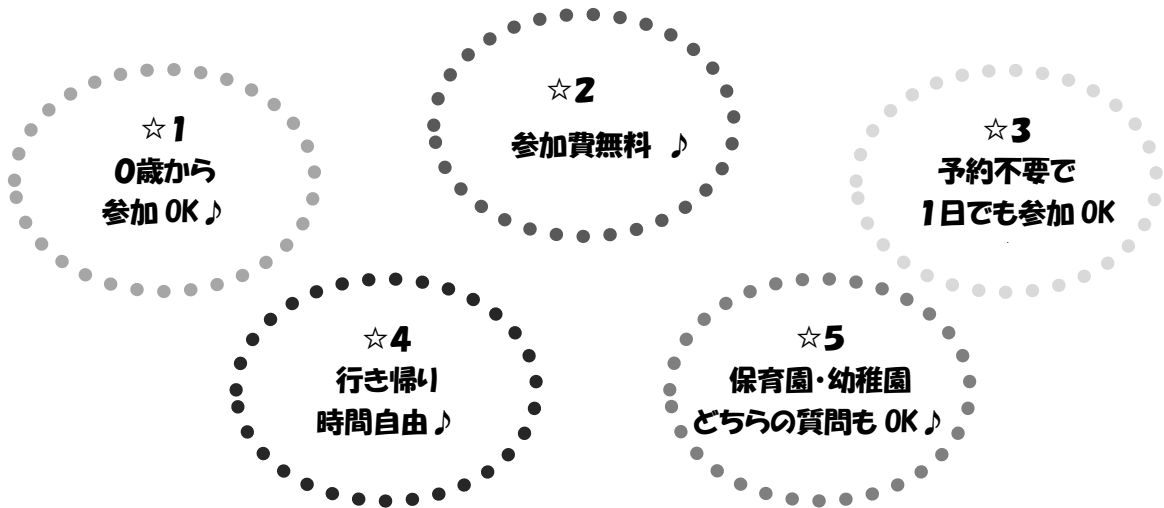 ☆1
0歳から
参加 OK♪
☆2
参加費無料 ♪
☆3
予約不要で
1日でも参加 OK
☆4
行き帰り
時間自由♪
☆5
保育園・幼稚園
どちらの質問も OK♪